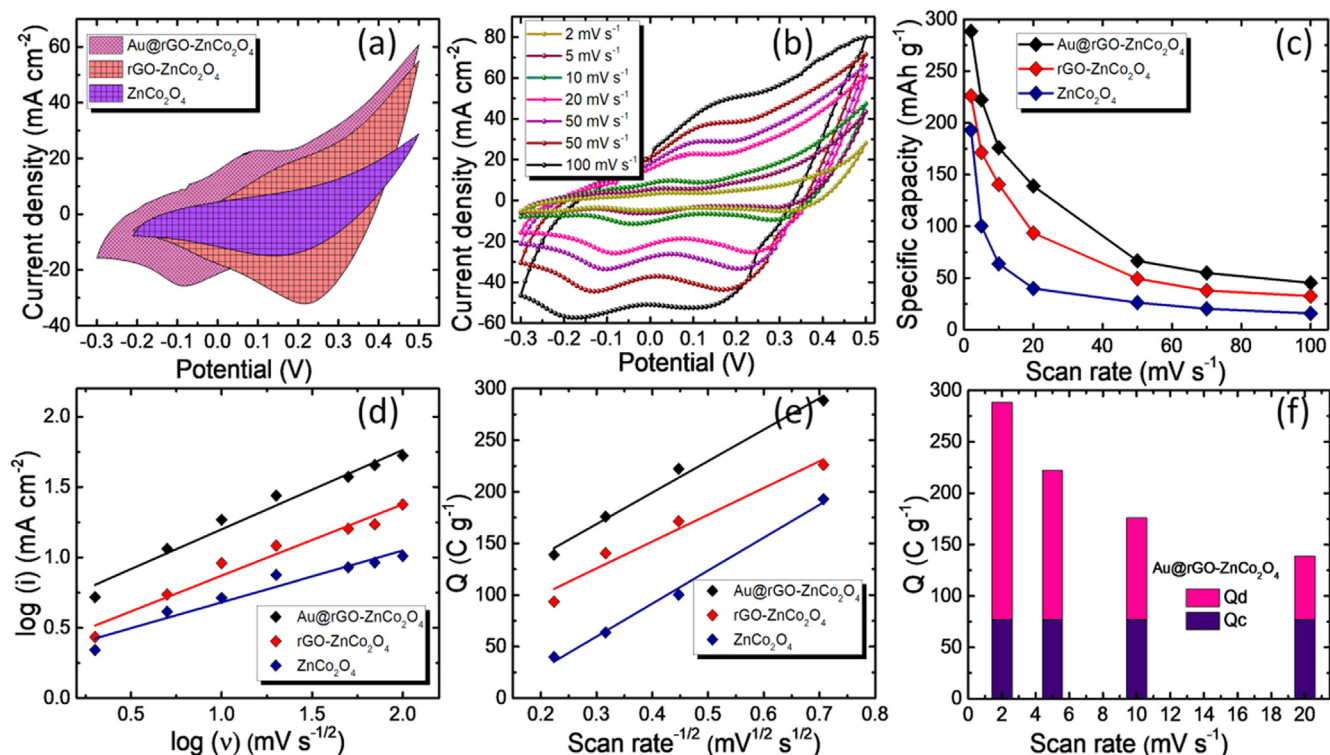 (a)
Au@rGO-ZnCo₂O₄
rGO-ZnCo₂O₄
ZnCo₂O₄
Current density (mA cm⁻²)
60
40
20
0
-20
-40
-0.3 -0.2 -0.1 0.0 0.1 0.2 0.3 0.4 0.5
Potential (V)
(b)
2 mV s⁻¹
5 mV s⁻¹
10 mV s⁻¹
20 mV s⁻¹
50 mV s⁻¹
50 mV s⁻¹
100 mV s⁻¹
Current density (mA cm⁻²)
80
60
40
20
0
-20
-40
-60
-0.3 -0.2 -0.1 0.0 0.1 0.2 0.3 0.4 0.5
Potential (V)
(c)
Au@rGO-ZnCo₂O₄
rGO-ZnCo₂O₄
ZnCo₂O₄
Specific capacity (mAh g⁻¹)
300
250
200
150
100
50
0
0 20 40 60 80 100
Scan rate (mV s⁻¹)
(d)
log (i) (mA cm⁻²)
2.0
1.5
1.0
0.5
0.0
Au@rGO-ZnCo₂O₄
rGO-ZnCo₂O₄
ZnCo₂O₄
0.5 1.0 1.5 2.0
log (ν) (mV s⁻¹/²)
(e)
Q (C g⁻¹)
300
250
200
150
100
50
0
Au@rGO-ZnCo₂O₄
rGO-ZnCo₂O₄
ZnCo₂O₄
0.2 0.3 0.4 0.5 0.6 0.7 0.8
Scan rate⁻¹/² (mV¹/² s¹/²)
(f)
Q (C g⁻¹)
300
250
200
150
100
50
0
Au@rGO-ZnCo₂O₄
Qd
Qc
0 2 4 6 8 10 12 14 16 18 20
Scan rate (mV s⁻¹)